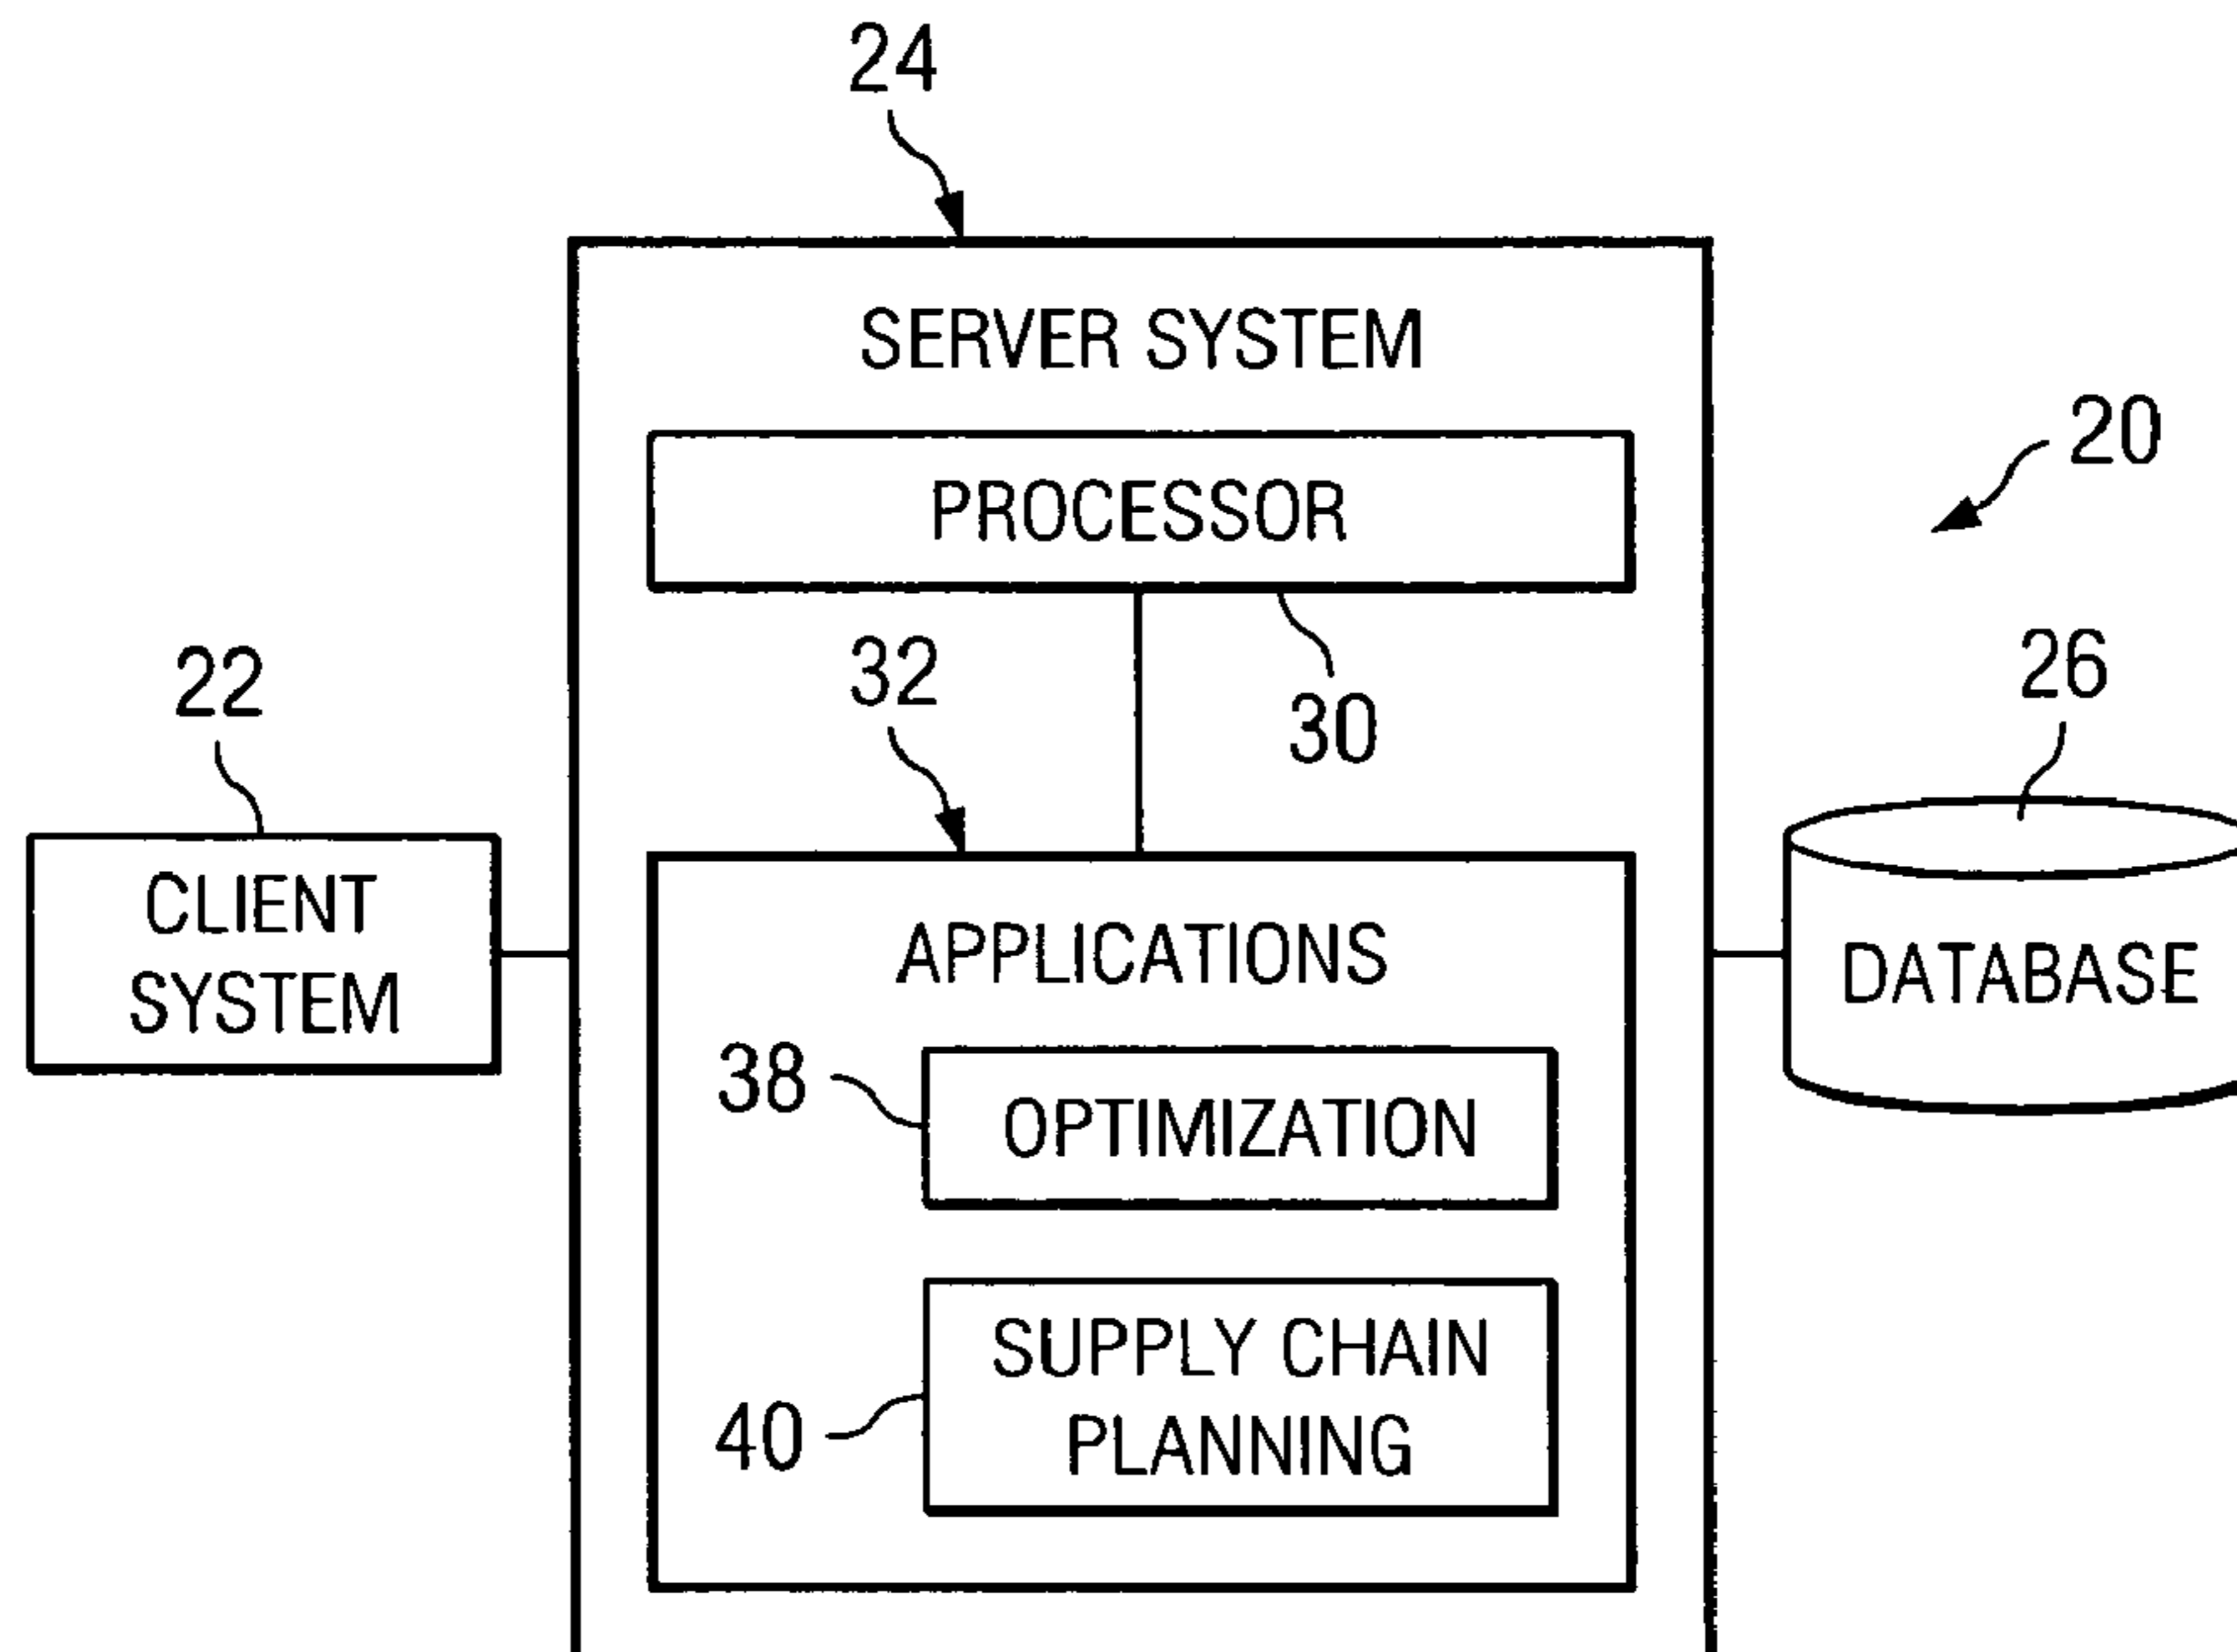 24
SERVER SYSTEM
20
PROCESSOR
22
32
30
26
CLIENT
SYSTEM
APPLICATIONS
DATABASE
38
OPTIMIZATION
SUPPLY CHAIN
40
PLANNING